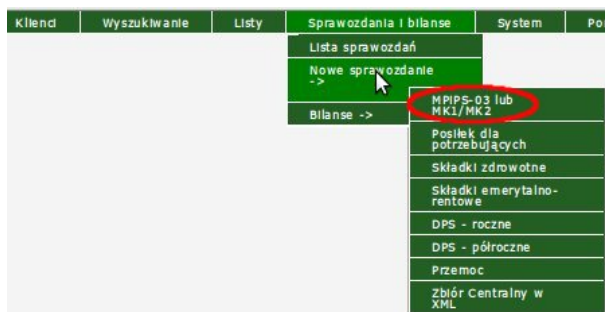 Klienci Wyszukiwanie Listy Sprawozdania i bilanse System
Lista sprawozdań
Nowe sprawozdanie
->
Bilanse ->
MPIPS-03 lub
MK1/MK2
Posiłek dla
potrzebujących
Składki zdrowotne
Składki emerytalno-
rentowe
DPS - roczne
DPS - półroczne
Przemoc
Zbiór Centralny w
XML